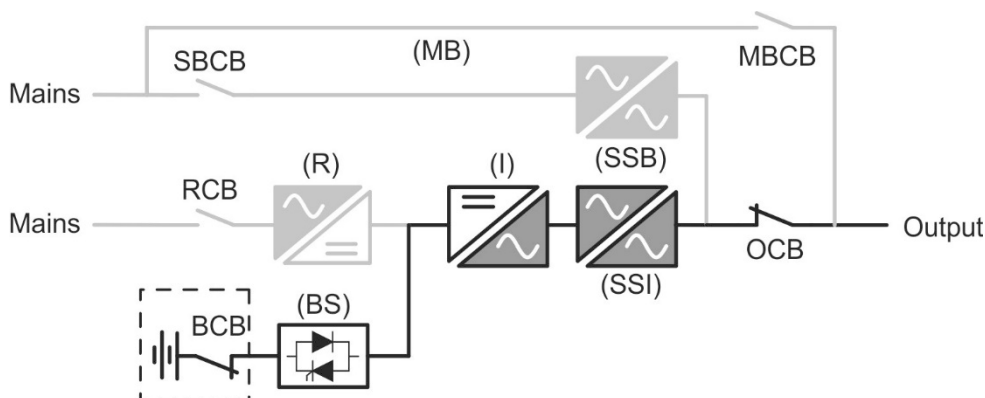 (MB)
MBCB
SBCB
Mains
(SSB)
(R)
(I)
RCB
Mains
Output
OCB
(SSI)
(BS)
BCB